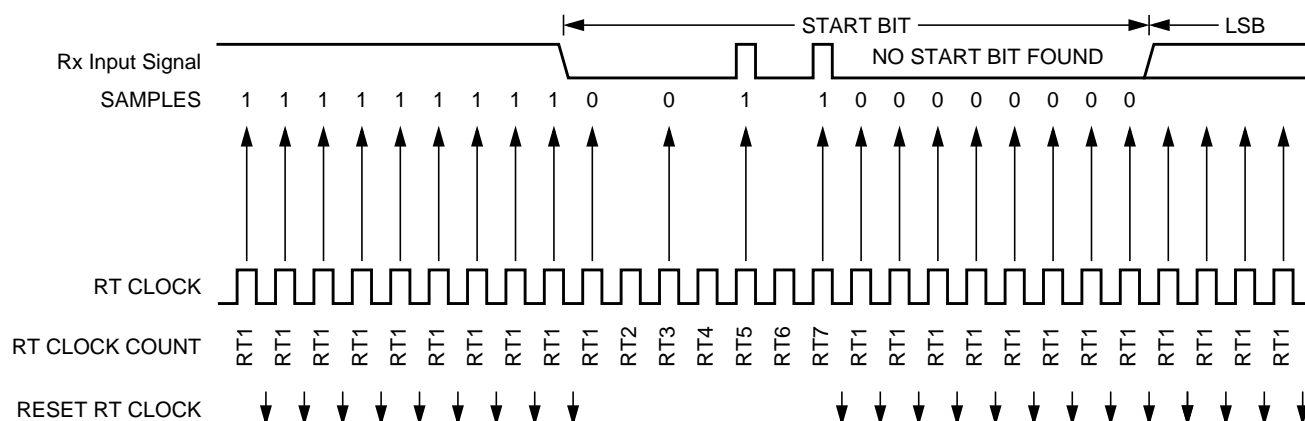 START BIT LSB
Rx Input Signal NO START BIT FOUND
SAMPLES 1 1 1 1 1 1 1 1 1 0 0 1 1 0 0 0 0 0 0 0 0
RT CLOCK
RT CLOCK COUNT RT1 RT1 RT1 RT1 RT1 RT1 RT1 RT1 RT1 RT1 RT2 RT3 RT4 RT5 RT6 RT7 RT1 RT1 RT1 RT1 RT1 RT1 RT1 RT1 RT1 RT1 RT1 RT1
RESET RT CLOCK